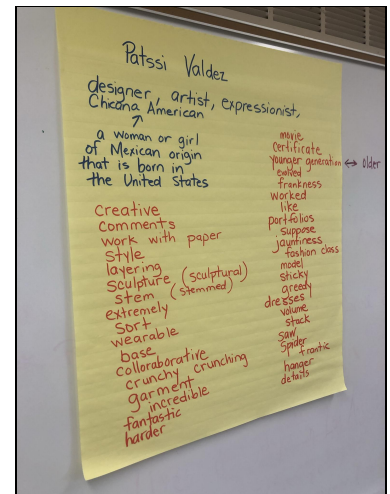 Patssi Valdez
designer, artist, expressionist,
Chicana American
a woman or girl
of Mexican origin
that is born in
the United States
Creative
comments
work with paper
style
layering
sculpture (sculptural)
stem (stemmed)
extremely
sort
wearable
base
colloraborative
crunchy crunching
garment
incredible
fantastic
harder
movie
certificate
younger generation ↔ older
evolved
frankness
worked
like
portfolios
suppose
jauntiness
fashion class
model
sticky
greedy
dresses
volume
stack
saw
spider
frantic
hanger
details